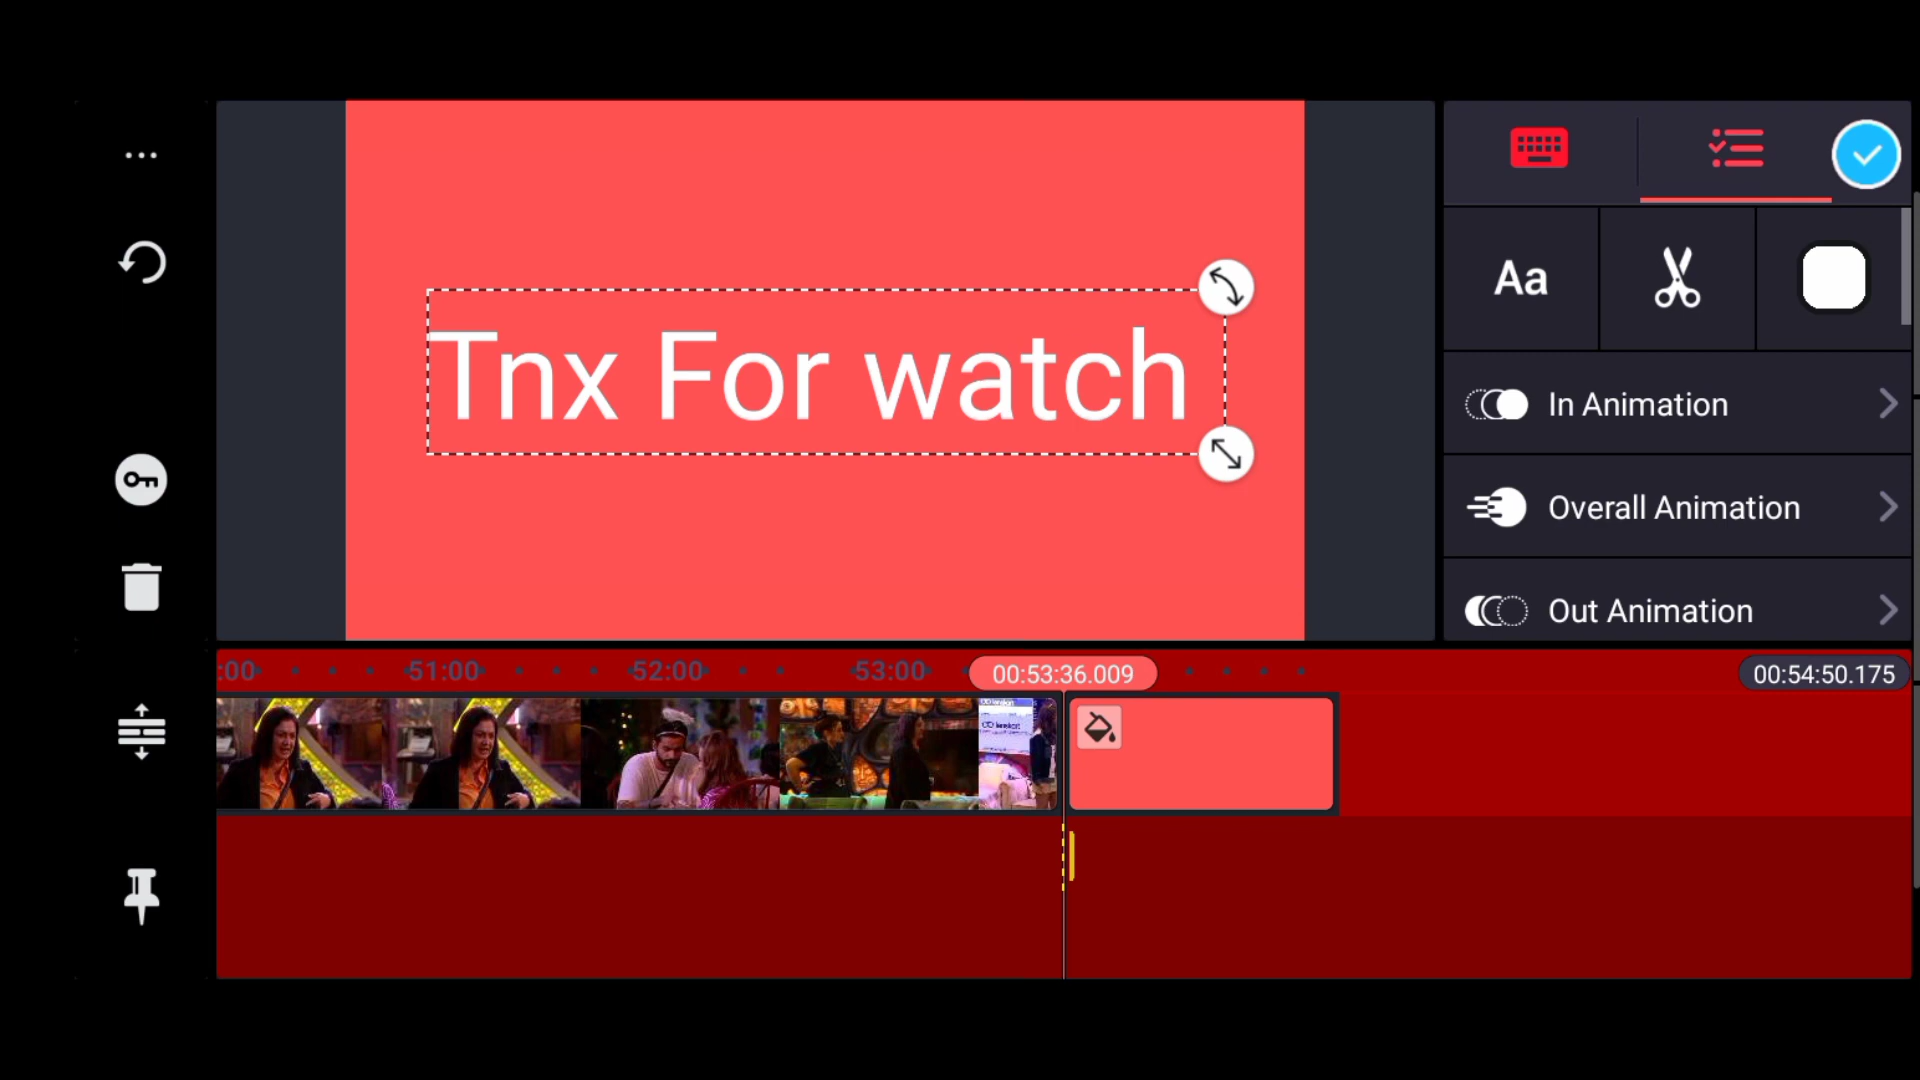 Tnx For watch
Aa
In Animation
Overall Animation
Out Animation
:00
51:00
52:00
53:00
00:53:36.009
00:54:50.175
lenskart